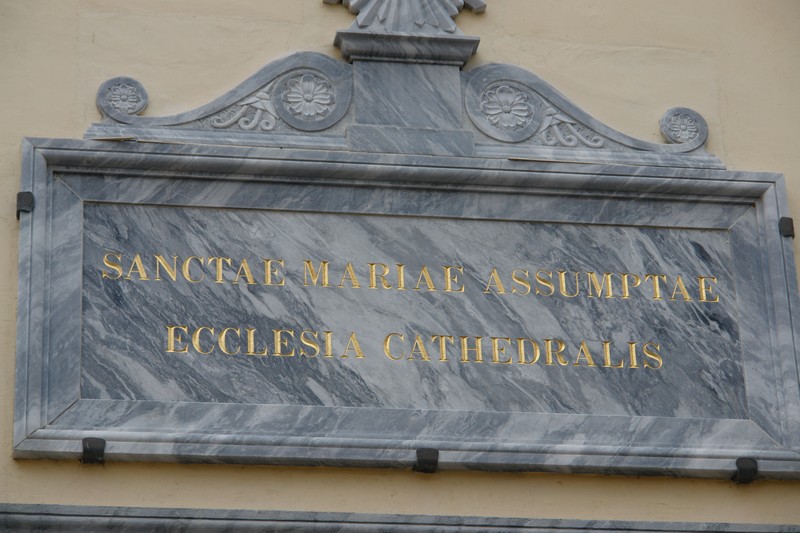 SANCTAE MARIAE ASSUMPTAE
ECCLESIA CATHEDRALIS